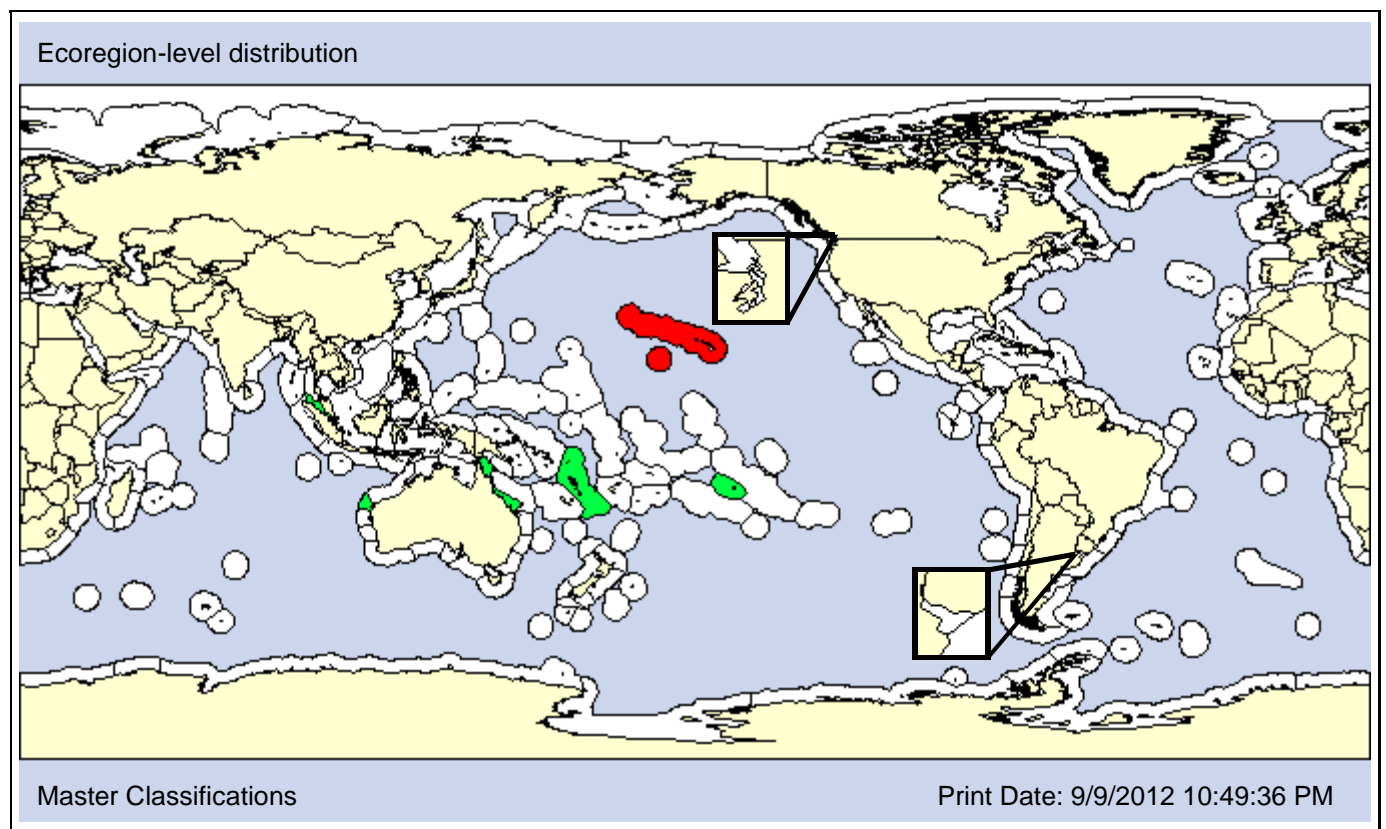 Ecoregion-level distribution
Master Classifications
Print Date: 9/9/2012 10:49:36 PM